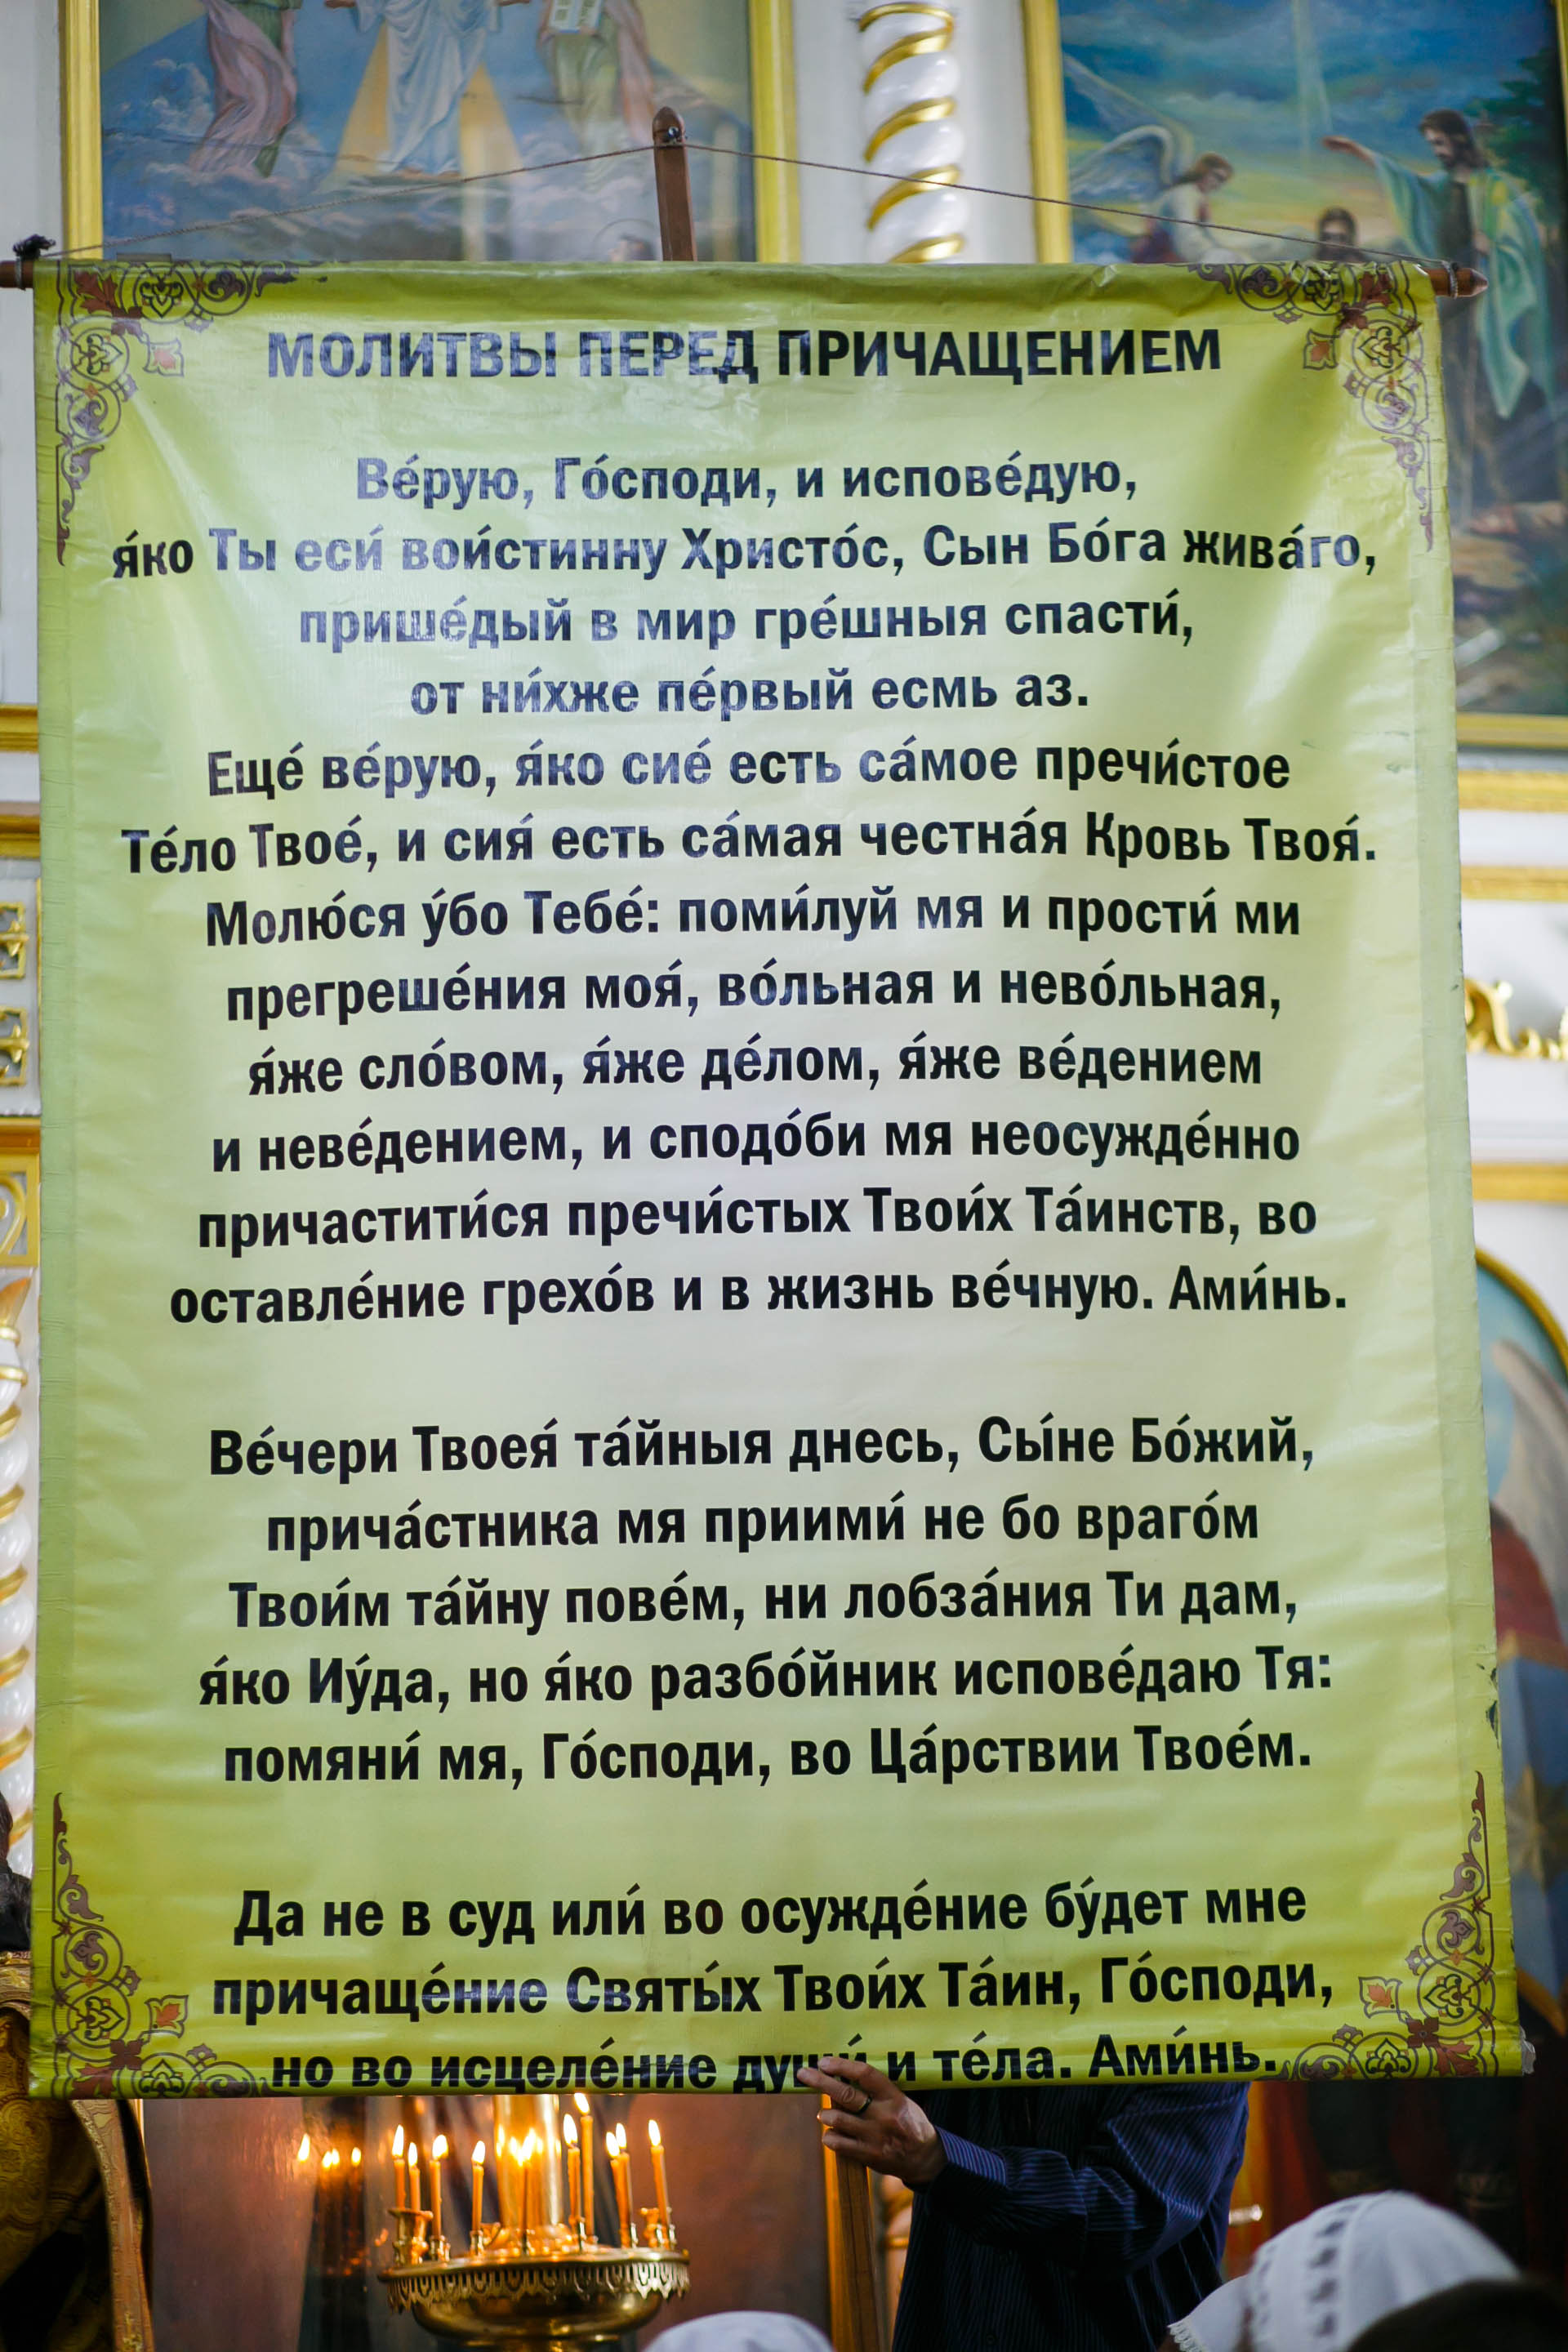 МОЛИТВЫ ПЕРЕД ПРИЧАЩЕНИЕМ
Ве́рую, Го́споди, и испове́дую,
я́ко Ты еси́ вои́стинну Христо́с, Сын Бо́га жива́го,
прише́дый в мир гре́шныя спасти́,
от ни́хже пе́рвый есмь аз.
Еще́ ве́рую, я́ко сие́ есть са́мое пречи́стое
Те́ло Твое́, и сия́ есть са́мая честна́я Кровь Твоя́.
Молю́ся у́бо Тебе́: поми́луй мя и прости́ ми
прегреше́ния моя́, во́льная и нево́льная,
я́же сло́вом, я́же де́лом, я́же ве́дением
и неве́дением, и сподо́би мя неосужде́нно
причастити́ся пречи́стых Твои́х Та́инств, во
оставле́ние грехо́в и в жизнь ве́чную. Ами́нь.
Ве́чери Твоея́ та́йныя днесь, Сы́не Бо́жий,
прича́стника мя приими́ не бо враго́м
Твои́м та́йну пове́м, ни лобза́ния Ти дам,
я́ко Иу́да, но я́ко разбо́йник испове́даю Тя:
помяни́ мя, Го́споди, во Ца́рствии Твое́м.
Да не в суд или́ во осужде́ние бу́дет мне
причаще́ние Святы́х Твои́х Та́ин, Го́споди,
но во исцеле́ние души́ и те́ла. Ами́нь.